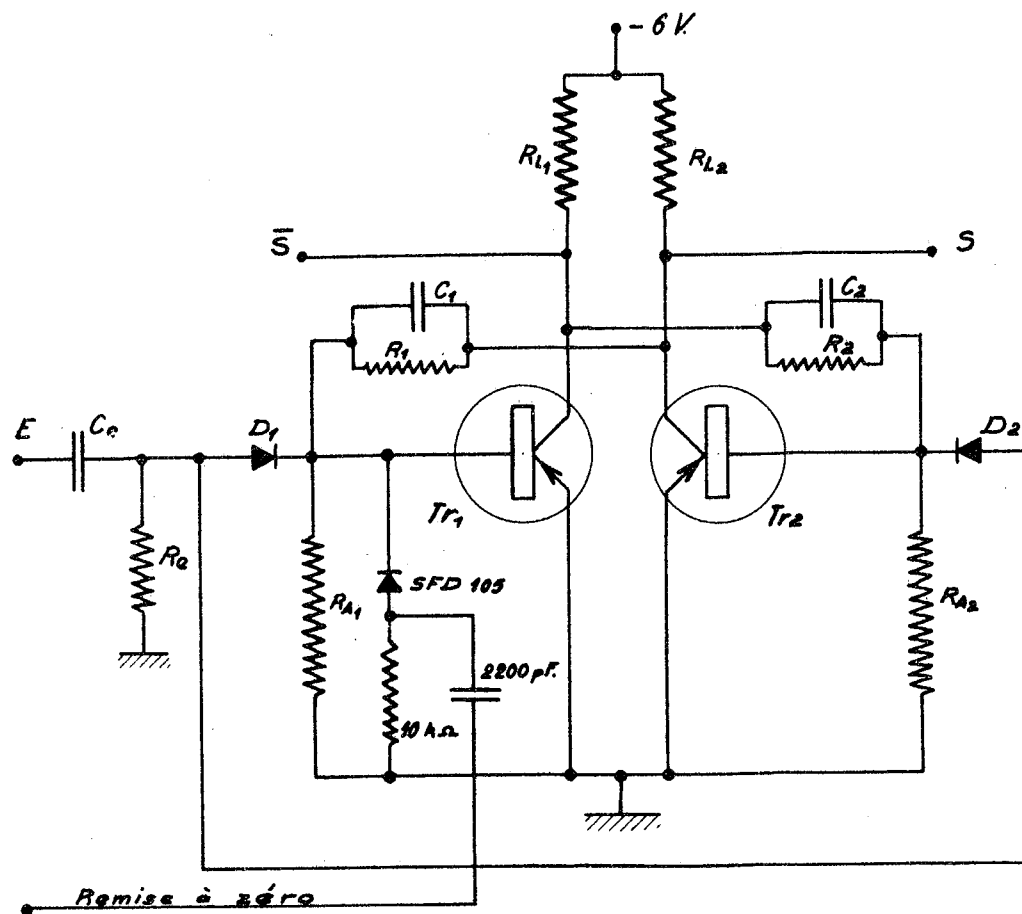 - 6 V.
RL1
RL2
S̅
S
C1
C2
R1
R2
E
Ce
D1
D2
Tr1
Tr2
Re
RA1
SFD 105
RA2
2200 pF.
10 kΩ
Remise à zéro